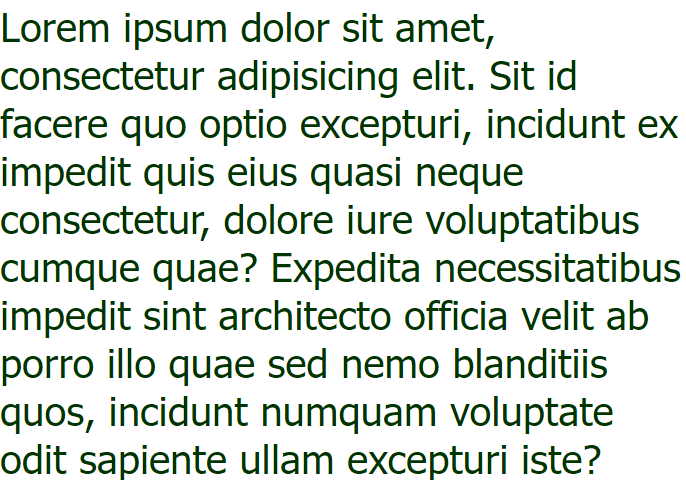 Lorem ipsum dolor sit amet,
consectetur adipisicing elit. Sit id
facere quo optio excepturi, incidunt ex
impedit quis eius quasi neque
consectetur, dolore iure voluptatibus
cumque quae? Expedita necessitatibus
impedit sint architecto officia velit ab
porro illo quae sed nemo blanditiis
quos, incidunt numquam voluptate
odit sapiente ullam excepturi iste?